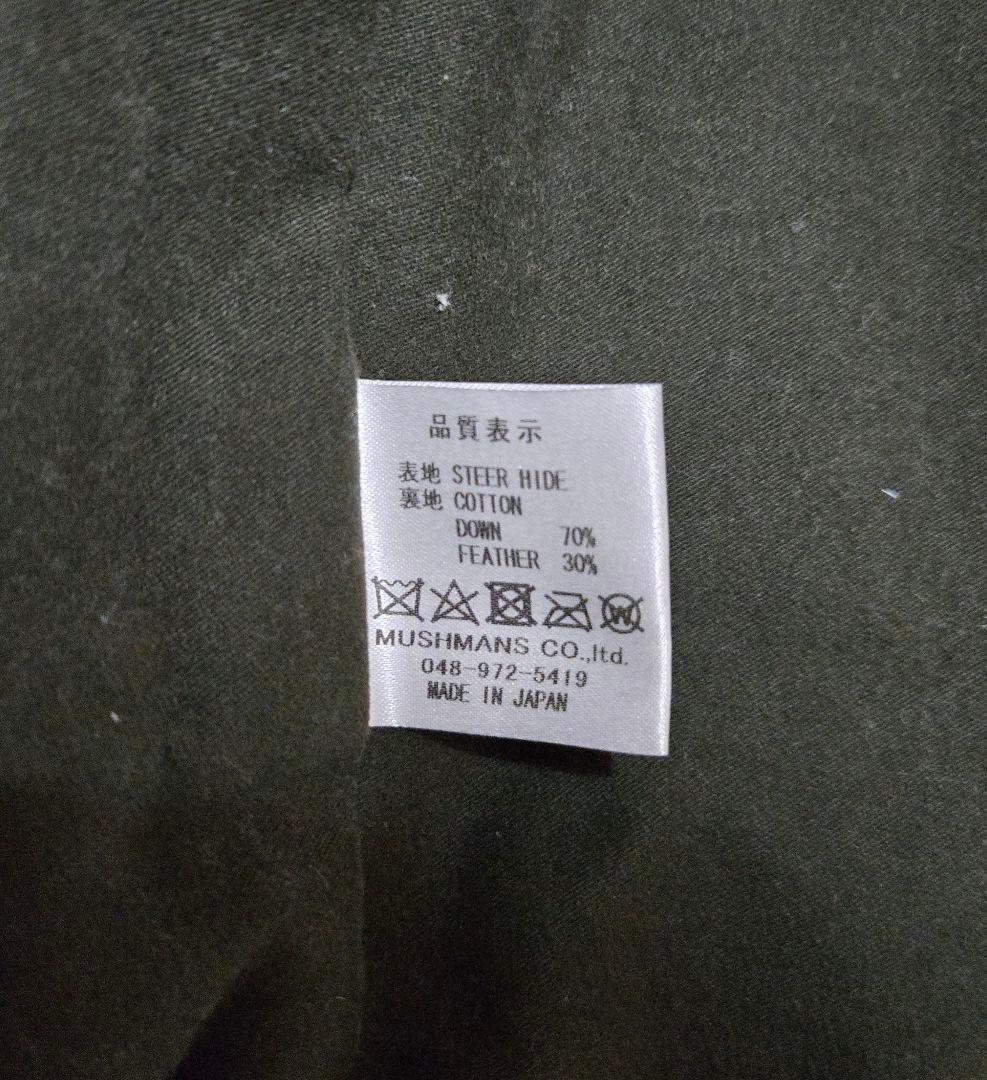 品質表示
表地 STEER HIDE
裏地 COTTON
DOWN 70%
FEATHER 30%
W
MUSHMANS CO.,ltd.
048-972-5419
MADE IN JAPAN